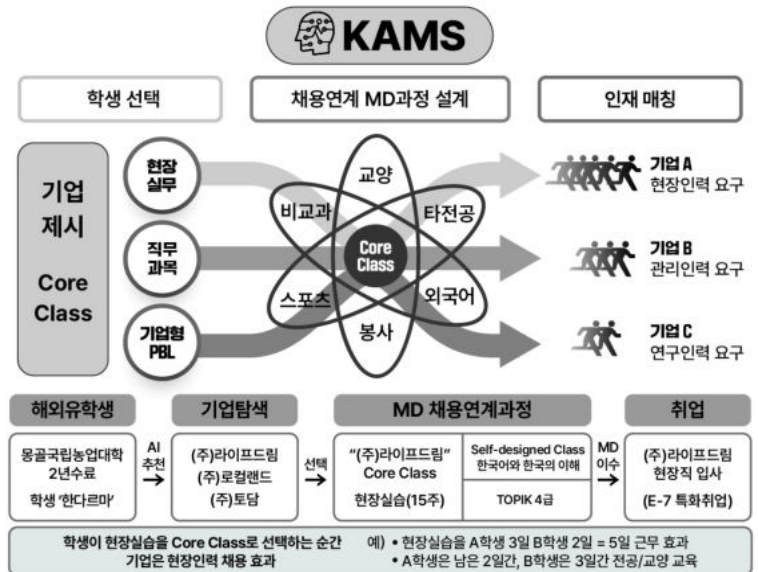 KAMS
학생 선택
채용연계 MD과정 설계
인재 매칭
기업
제시
Core
Class
현장
실무
직무
과목
기업형
PBL
교양
비교과
타전공
Core
Class
스포츠
외국어
봉사
기업 A
현장인력 요구
기업 B
관리인력 요구
기업 C
연구인력 요구
해외유학생
몽골국립농업대학
2년수료
학생 ‘한다르마’
AI
추천
기업탐색
(주)라이프드림
(주)로컬랜드
(주)토담
선택
MD 채용연계과정
“(주)라이프드림”
Core Class
현장실습(15주)
Self-designed Class
한국어와 한국의 이해
TOPIK 4급
MD
이수
취업
(주)라이프드림
현장직 입사
(E-7 특화취업)
학생이 현장실습을 Core Class로 선택하는 순간
기업은 현장인력 채용 효과
예) • 현장실습을 A학생 3일 B학생 2일 = 5일 근무 효과
• A학생은 남은 2일간, B학생은 3일간 전공/교양 교육